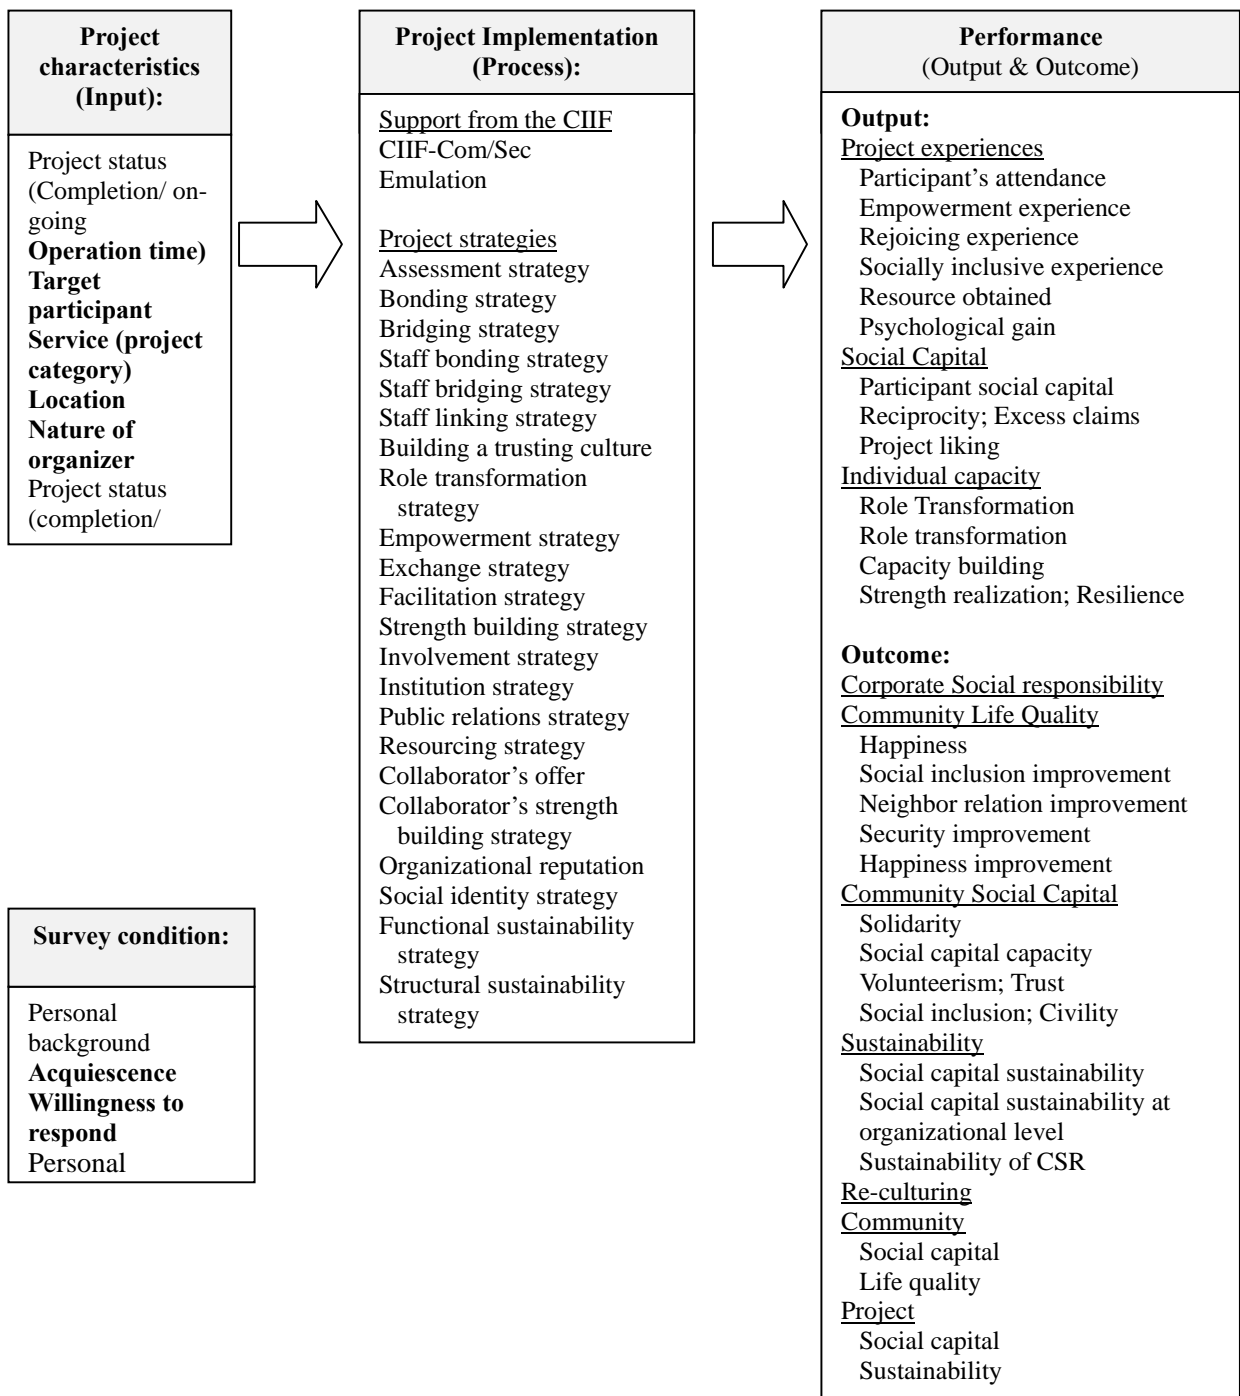 Project
characteristics
(Input):
Project status
(Completion/ on-
going
Operation time)
Target
participant
Service (project
category)
Location
Nature of
organizer
Project status
(completion/
Survey condition:
Personal
background
Acquiescence
Willingness to
respond
Personal
Project Implementation
(Process):
Support from the CIIF
CIIF-Com/Sec
Emulation
Project strategies
Assessment strategy
Bonding strategy
Bridging strategy
Staff bonding strategy
Staff bridging strategy
Staff linking strategy
Building a trusting culture
Role transformation
strategy
Empowerment strategy
Exchange strategy
Facilitation strategy
Strength building strategy
Involvement strategy
Institution strategy
Public relations strategy
Resourcing strategy
Collaborator’s offer
Collaborator’s strength
building strategy
Organizational reputation
Social identity strategy
Functional sustainability
strategy
Structural sustainability
strategy
Performance
(Output & Outcome)
Output:
Project experiences
Participant’s attendance
Empowerment experience
Rejoicing experience
Socially inclusive experience
Resource obtained
Psychological gain
Social Capital
Participant social capital
Reciprocity; Excess claims
Project liking
Individual capacity
Role Transformation
Role transformation
Capacity building
Strength realization; Resilience
Outcome:
Corporate Social responsibility
Community Life Quality
Happiness
Social inclusion improvement
Neighbor relation improvement
Security improvement
Happiness improvement
Community Social Capital
Solidarity
Social capital capacity
Volunteerism; Trust
Social inclusion; Civility
Sustainability
Social capital sustainability
Social capital sustainability at
organizational level
Sustainability of CSR
Re-culturing
Community
Social capital
Life quality
Project
Social capital
Sustainability